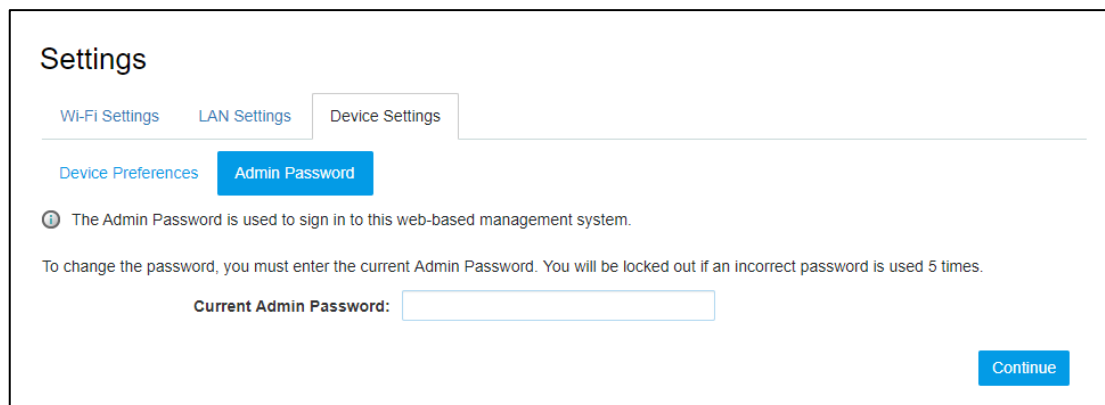 Settings
Wi-Fi Settings LAN Settings Device Settings
Device Preferences Admin Password
The Admin Password is used to sign in to this web-based management system.
To change the password, you must enter the current Admin Password. You will be locked out if an incorrect password is used 5 times.
Current Admin Password:
Continue